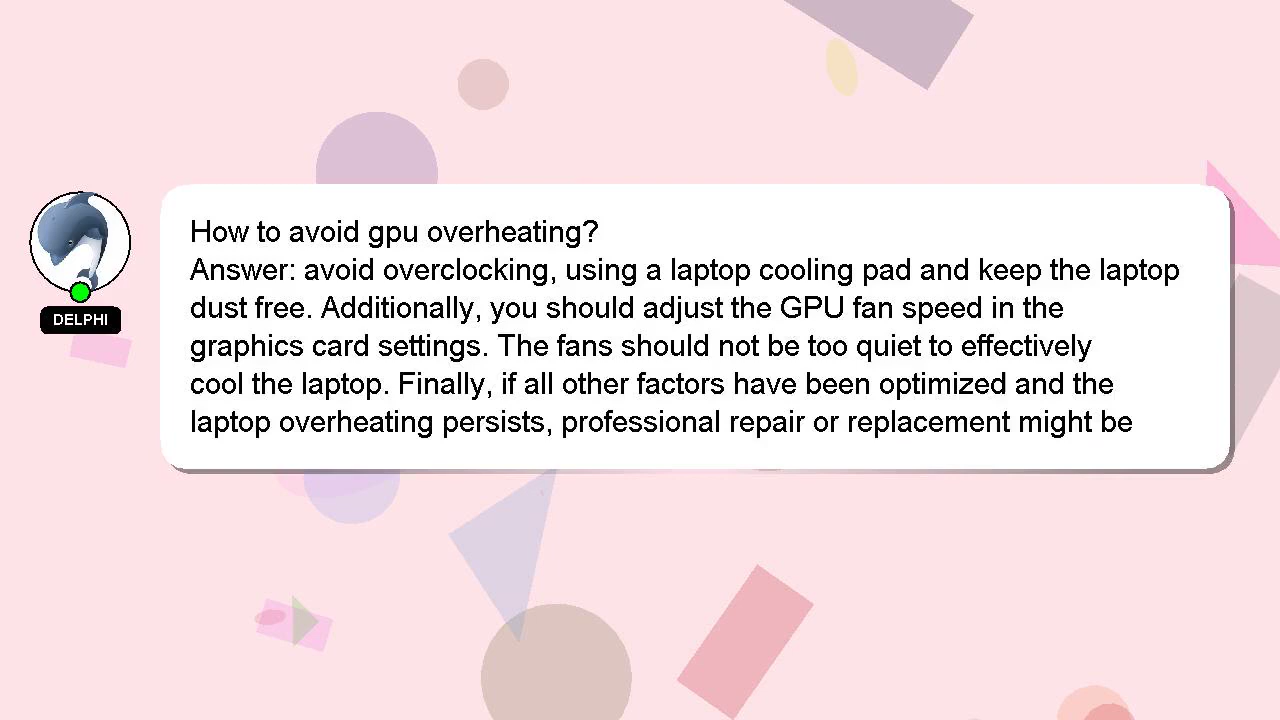 How to avoid gpu overheating?
Answer: avoid overclocking, using a laptop cooling pad and keep the laptop
dust free. Additionally, you should adjust the GPU fan speed in the
graphics card settings. The fans should not be too quiet to effectively
cool the laptop. Finally, if all other factors have been optimized and the
laptop overheating persists, professional repair or replacement might be
DELPHI